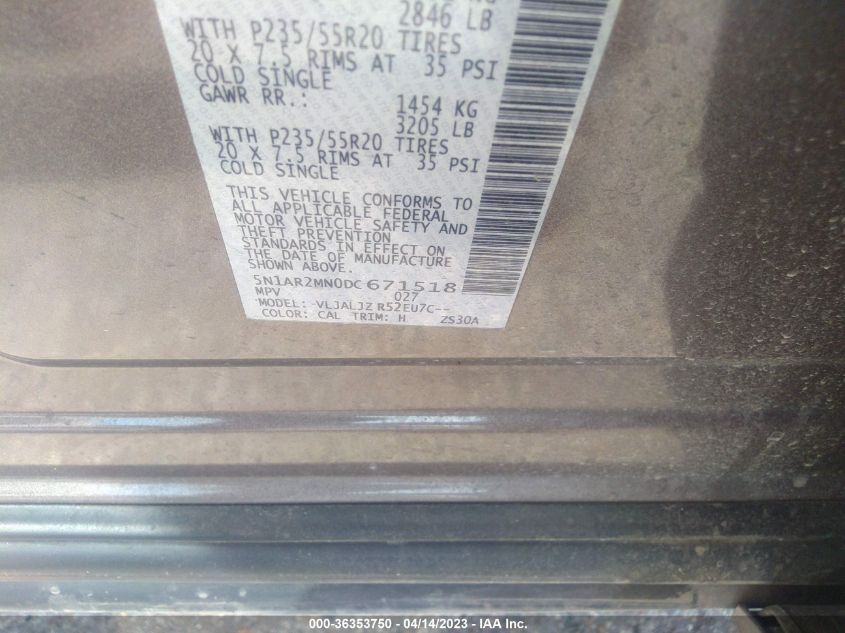 2846 LB
WITH P235/55R20 TIRES
20 X 7.5 RIMS AT 35 PSI
COLD SINGLE
GAWR RR.: 1454 KG
3205 LB
WITH P235/55R20 TIRES
20 X 7.5 RIMS AT 35 PSI
COLD SINGLE
THIS VEHICLE CONFORMS TO
ALL APPLICABLE FEDERAL
MOTOR VEHICLE SAFETY AND
THEFT PREVENTION
STANDARDS IN EFFECT ON
THE DATE OF MANUFACTURE
SHOWN ABOVE.
5N1AR2MN0DC671518
MPV 027
MODEL: VLJALJZ R52EU7C--
COLOR: CAL TRIM: H ZS30A
000-36353750 - 04/14/2023 - © IAA Inc.